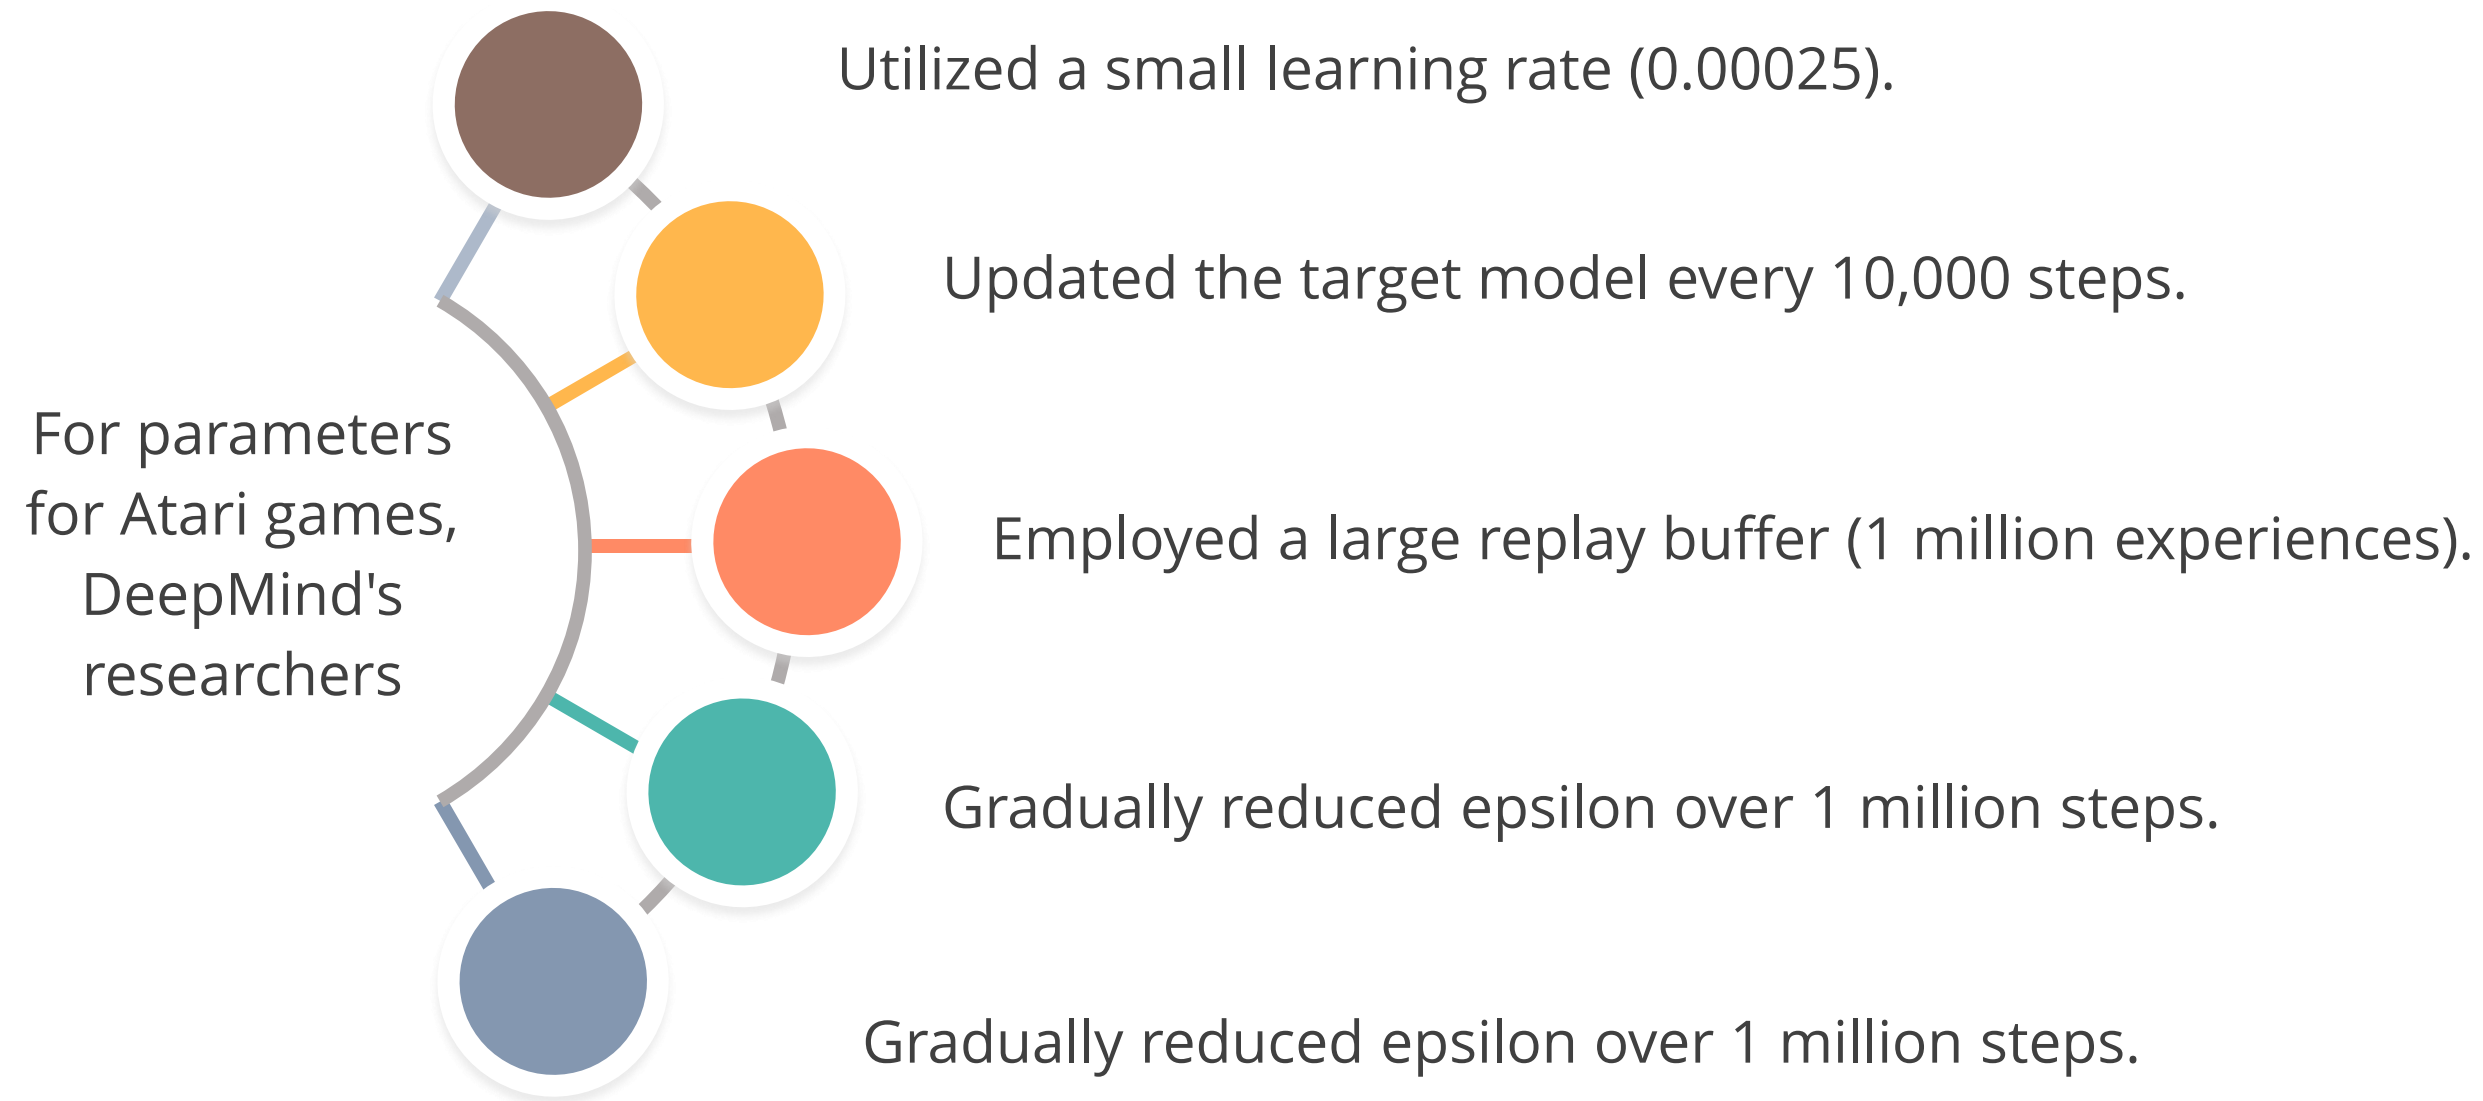 For parameters
for Atari games,
DeepMind's
researchers
Utilized a small learning rate (0.00025).
Updated the target model every 10,000 steps.
Employed a large replay buffer (1 million experiences).
Gradually reduced epsilon over 1 million steps.
Gradually reduced epsilon over 1 million steps.